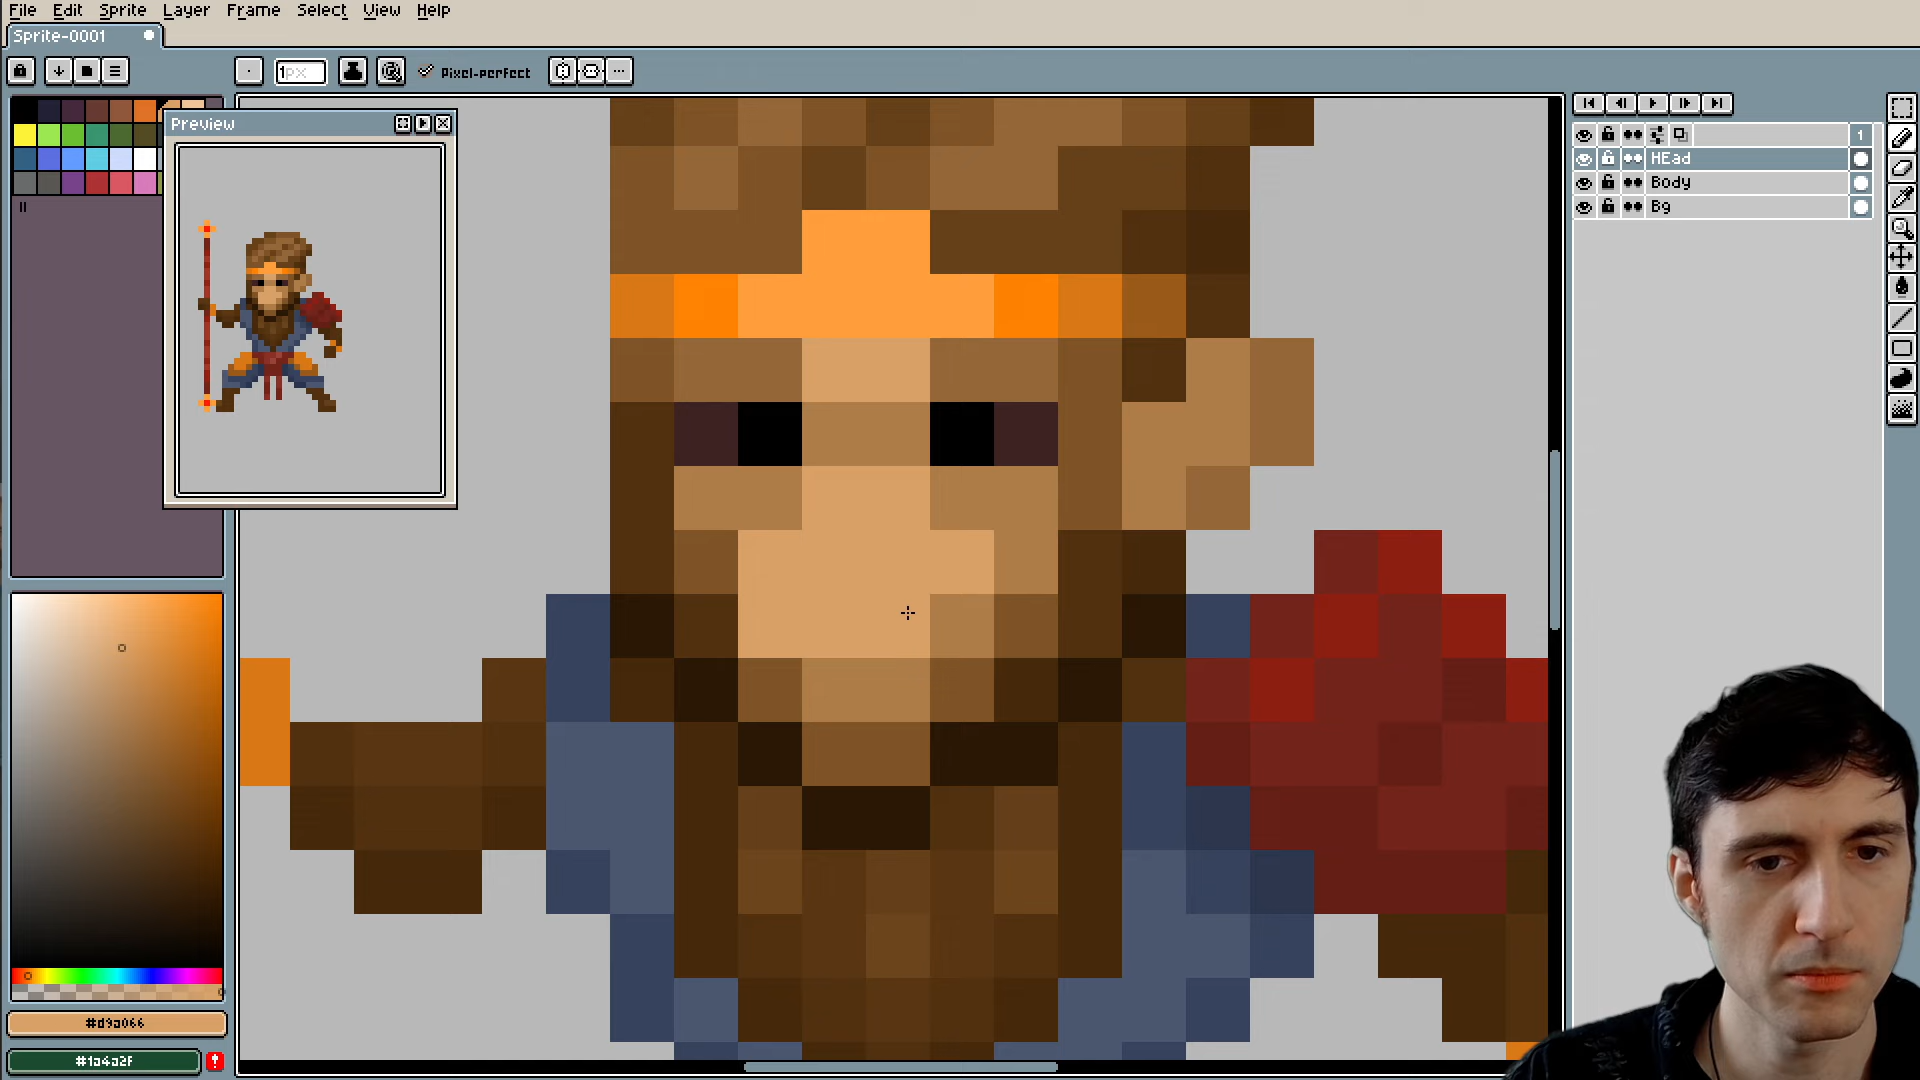 File Edit Sprite Layer Frame Select View Help
Sprite-0001
1px Pixel-perfect
Preview
1
HEad
Body
Bg
#d9a066
#1a4a2f !